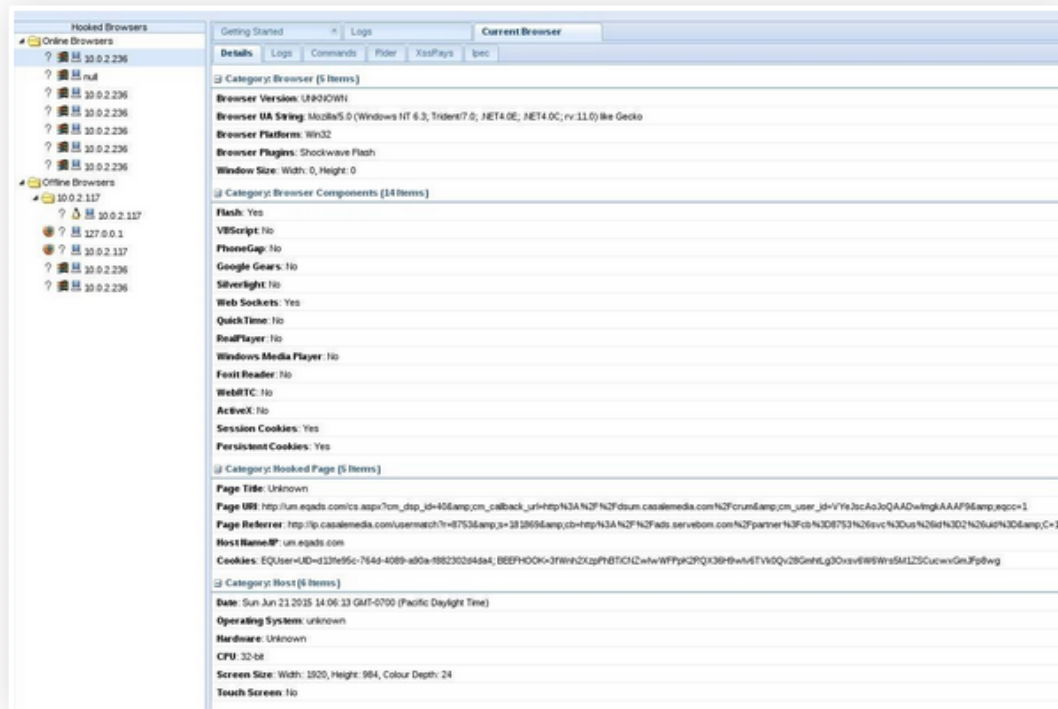 Hooked Browsers
Online Browsers
? 10.0.2.236
? null
? 10.0.2.236
? 10.0.2.236
? 10.0.2.236
? 10.0.2.236
? 10.0.2.236
Offline Browsers
10.0.2.117
? 10.0.2.117
? 127.0.0.1
? 10.0.2.117
? 10.0.2.236
? 10.0.2.236
Getting Started Logs Current Browser
Details Logs Commands Rider XssRays Ipec
Category: Browser (5 Items)
Browser Version: UNKNOWN
Browser UA String: Mozilla/5.0 (Windows NT 6.3; Trident/7.0; .NET4.0E; .NET4.0C; rv:11.0) like Gecko
Browser Platform: Win32
Browser Plugins: Shockwave Flash
Window Size: Width: 0, Height: 0
Category: Browser Components (14 Items)
Flash: Yes
VBScript: No
PhoneGap: No
Google Gears: No
Silverlight: No
Web Sockets: Yes
QuickTime: No
RealPlayer: No
Windows Media Player: No
Foxit Reader: No
WebRTC: No
ActiveX: No
Session Cookies: Yes
Persistent Cookies: Yes
Category: Hooked Page (5 Items)
Page Title: Unknown
Page URI:
Page Referrer:
Host Name/IP: um.eqads.com
Cookies:
Category: Host (6 Items)
Date: Sun Jun 21 2015 14:06:13 GMT-0700 (Pacific Daylight Time)
Operating System: unknown
Hardware: Unknown
CPU: 32-bit
Screen Size: Width: 1920, Height: 984, Colour Depth: 24
Touch Screen: No